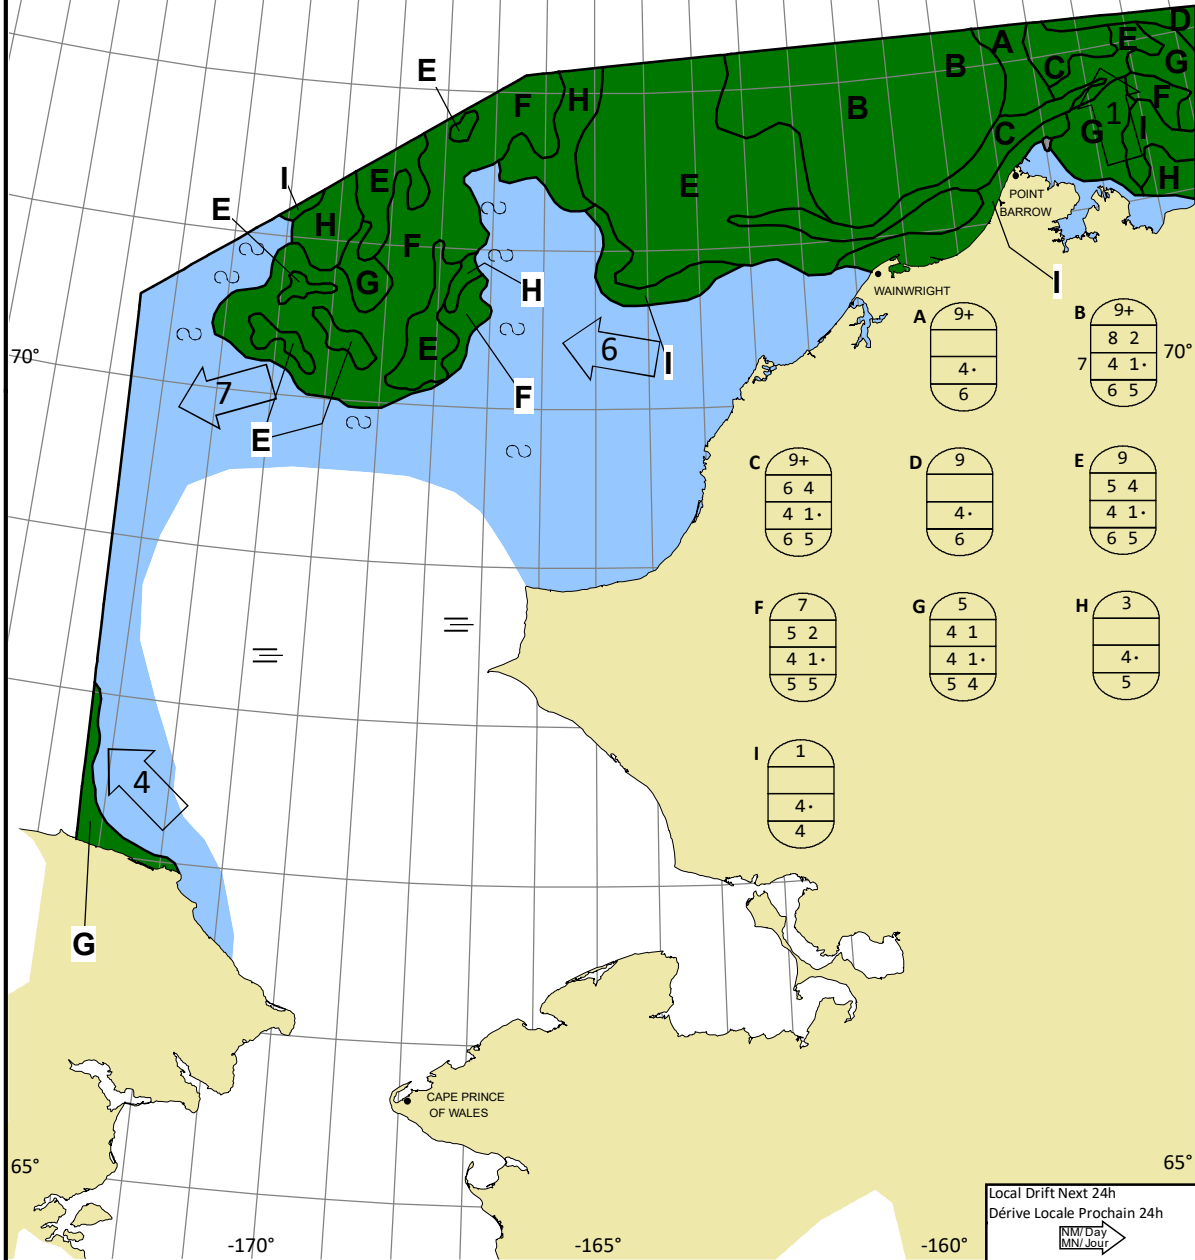 D
A
E
B
C
G
E
F
H
F
B
1
G
I
C
I
E
E
H
POINT
BARROW
E
H
F
G
H
I
WAINWRIGHT
A
9+
4•
6
B
9+
8 2
7
4 1•
6 5
6
E
I
70°
70°
7
F
E
C
9+
6 4
4 1•
6 5
D
9
4•
6
E
9
5 4
4 1•
6 5
F
7
5 2
4 1•
5 5
G
5
4 1
4 1•
5 4
H
3
4•
5
I
1
4•
4
4
G
CAPE PRINCE
OF WALES
65°
65°
Local Drift Next 24h
Dérive Locale Prochain 24h
NM/Day
MN/Jour
-170°
-165°
-160°